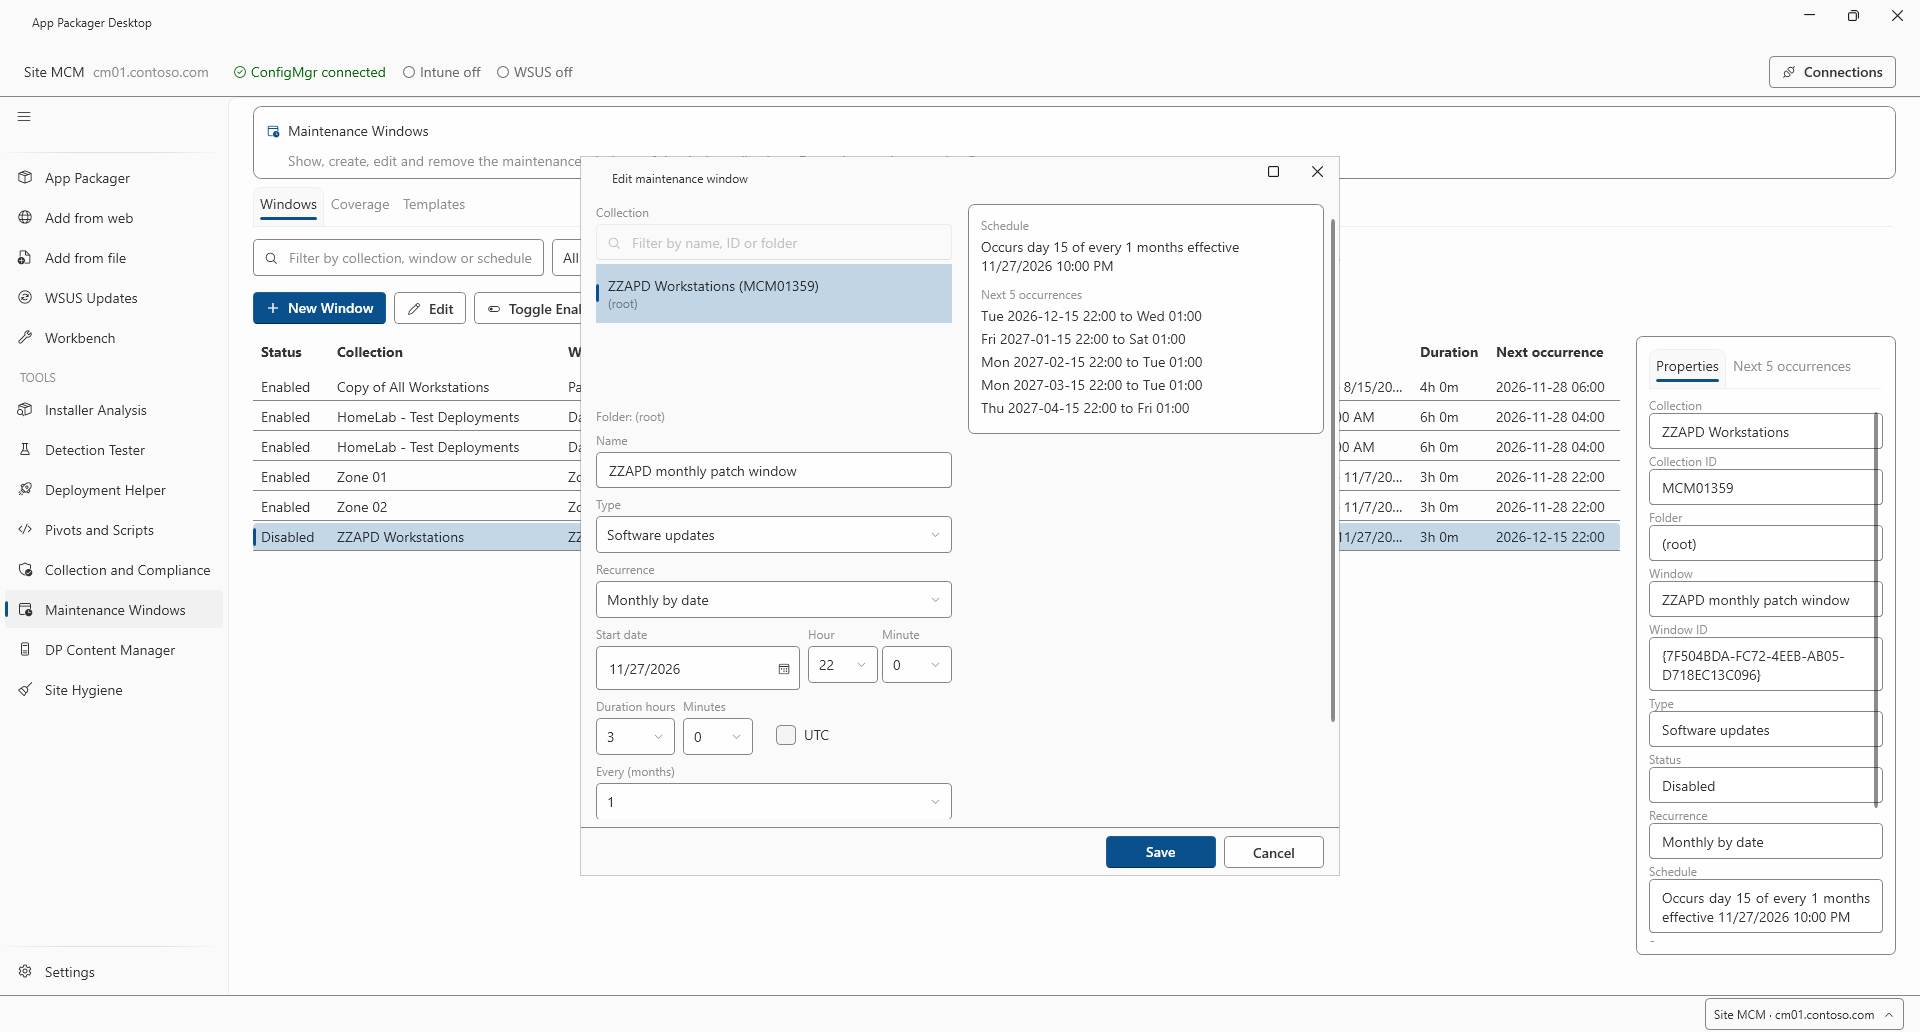 App Packager Desktop
Site MCM cm01.contoso.com ConfigMgr connected Intune off WSUS off
Connections
App Packager
Add from web
Add from file
WSUS Updates
Workbench
TOOLS
Installer Analysis
Detection Tester
Deployment Helper
Pivots and Scripts
Collection and Compliance
Maintenance Windows
DP Content Manager
Site Hygiene
Settings
Maintenance Windows
Show, create, edit and remove the maintenance
Windows Coverage Templates
Filter by collection, window or schedule
All
New Window Edit Toggle Enal
Status Collection W Duration Next occurrence
Enabled Copy of All Workstations Pa 8/15/20... 4h 0m 2026-11-28 06:00
Enabled HomeLab - Test Deployments Da 00 AM 6h 0m 2026-11-28 04:00
Enabled HomeLab - Test Deployments Da 00 AM 6h 0m 2026-11-28 04:00
Enabled Zone 01 Zo 11/7/20... 3h 0m 2026-11-28 22:00
Enabled Zone 02 Zo 11/7/20... 3h 0m 2026-11-28 22:00
Disabled ZZAPD Workstations ZZ 11/27/20... 3h 0m 2026-12-15 22:00
Edit maintenance window
Collection
Filter by name, ID or folder
ZZAPD Workstations (MCM01359)
(root)
Folder: (root)
Name
ZZAPD monthly patch window
Type
Software updates
Recurrence
Monthly by date
Start date Hour Minute
11/27/2026 22 0
Duration hours Minutes
3 0 UTC
Every (months)
1
Schedule
Occurs day 15 of every 1 months effective
11/27/2026 10:00 PM
Next 5 occurrences
Tue 2026-12-15 22:00 to Wed 01:00
Fri 2027-01-15 22:00 to Sat 01:00
Mon 2027-02-15 22:00 to Tue 01:00
Mon 2027-03-15 22:00 to Tue 01:00
Thu 2027-04-15 22:00 to Fri 01:00
Save Cancel
Properties Next 5 occurrences
Collection
ZZAPD Workstations
Collection ID
MCM01359
Folder
(root)
Window
ZZAPD monthly patch window
Window ID
{7F504BDA-FC72-4EEB-AB05-
D718EC13C096}
Type
Software updates
Status
Disabled
Recurrence
Monthly by date
Schedule
Occurs day 15 of every 1 months
effective 11/27/2026 10:00 PM
Site MCM · cm01.contoso.com